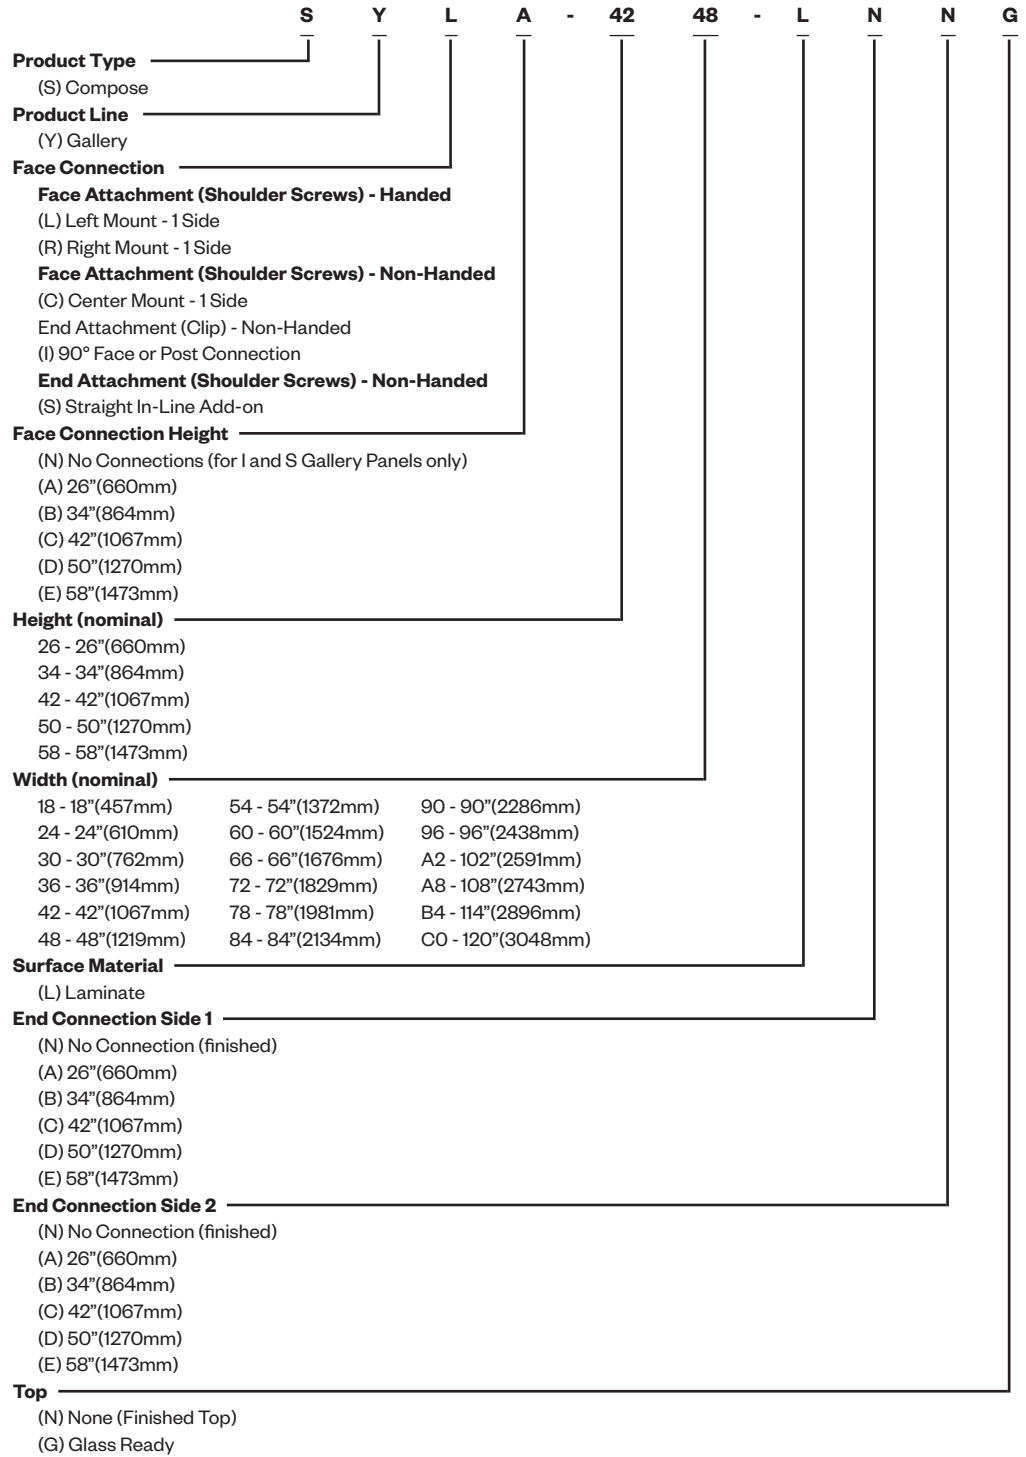 S Y L A - 42 48 - L N N G
Product Type
(S) Compose
Product Line
(Y) Gallery
Face Connection
Face Attachment (Shoulder Screws) - Handed
(L) Left Mount - 1 Side
(R) Right Mount - 1 Side
Face Attachment (Shoulder Screws) - Non-Handed
(C) Center Mount - 1 Side
End Attachment (Clip) - Non-Handed
(I) 90° Face or Post Connection
End Attachment (Shoulder Screws) - Non-Handed
(S) Straight In-Line Add-on
Face Connection Height
(N) No Connections (for I and S Gallery Panels only)
(A) 26”(660mm)
(B) 34”(864mm)
(C) 42”(1067mm)
(D) 50”(1270mm)
(E) 58”(1473mm)
Height (nominal)
26 - 26”(660mm)
34 - 34”(864mm)
42 - 42”(1067mm)
50 - 50”(1270mm)
58 - 58”(1473mm)
Width (nominal)
18 - 18”(457mm) 54 - 54”(1372mm) 90 - 90”(2286mm)
24 - 24”(610mm) 60 - 60”(1524mm) 96 - 96”(2438mm)
30 - 30”(762mm) 66 - 66”(1676mm) A2 - 102”(2591mm)
36 - 36”(914mm) 72 - 72”(1829mm) A8 - 108”(2743mm)
42 - 42”(1067mm) 78 - 78”(1981mm) B4 - 114”(2896mm)
48 - 48”(1219mm) 84 - 84”(2134mm) C0 - 120”(3048mm)
Surface Material
(L) Laminate
End Connection Side 1
(N) No Connection (finished)
(A) 26”(660mm)
(B) 34”(864mm)
(C) 42”(1067mm)
(D) 50”(1270mm)
(E) 58”(1473mm)
End Connection Side 2
(N) No Connection (finished)
(A) 26”(660mm)
(B) 34”(864mm)
(C) 42”(1067mm)
(D) 50”(1270mm)
(E) 58”(1473mm)
Top
(N) None (Finished Top)
(G) Glass Ready